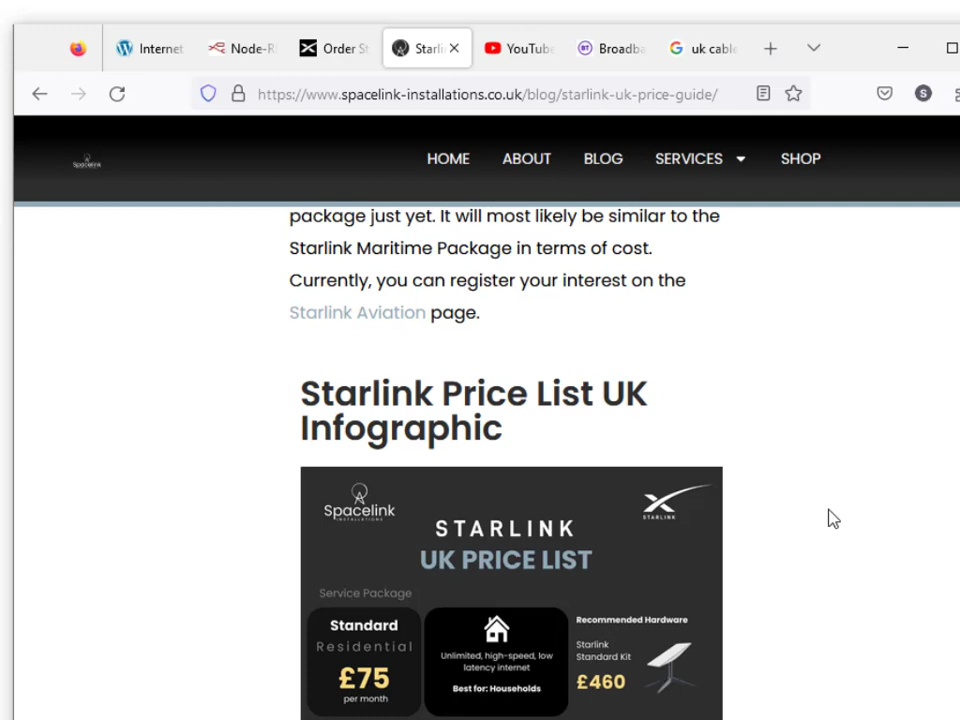 Internet
Node-R
Order St
Starli
YouTube
Broadba
uk cable
https://www.spacelink-installations.co.uk/blog/starlink-uk-price-guide/
S
Spacelink
HOME ABOUT BLOG SERVICES SHOP
package just yet. It will most likely be similar to the
Starlink Maritime Package in terms of cost.
Currently, you can register your interest on the
Starlink Aviation page.
Starlink Price List UK
Infographic
Spacelink
INSTALLATIONS
STARLINK
STARLINK
UK PRICE LIST
Service Package
Standard
Residential
£75
per month
Unlimited, high-speed, low
latency internet
Best for: Households
Recommended Hardware
Starlink
Standard Kit
£460